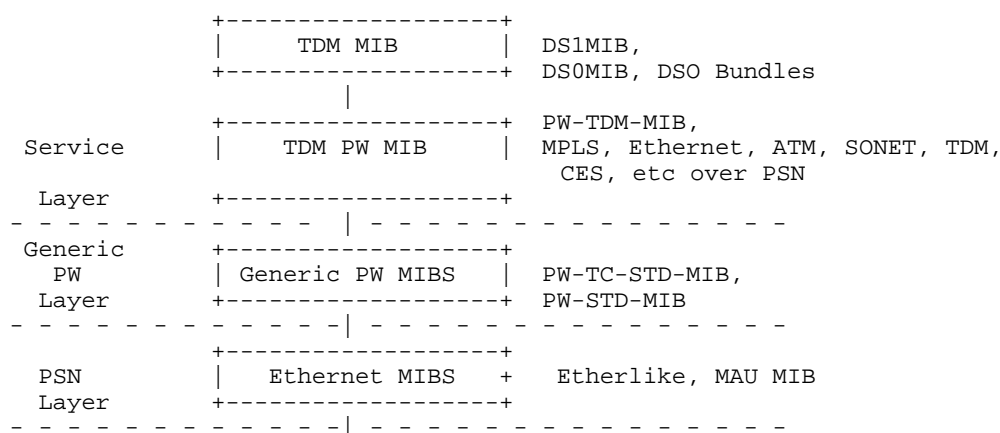 TDM MIB DS1MIB,
DS0MIB, DSO Bundles
PW-TDM-MIB,
Service TDM PW MIB MPLS, Ethernet, ATM, SONET, TDM,
CES, etc over PSN
Layer
Generic
PW Generic PW MIBS PW-TC-STD-MIB,
Layer PW-STD-MIB
PSN Ethernet MIBS Etherlike, MAU MIB
Layer